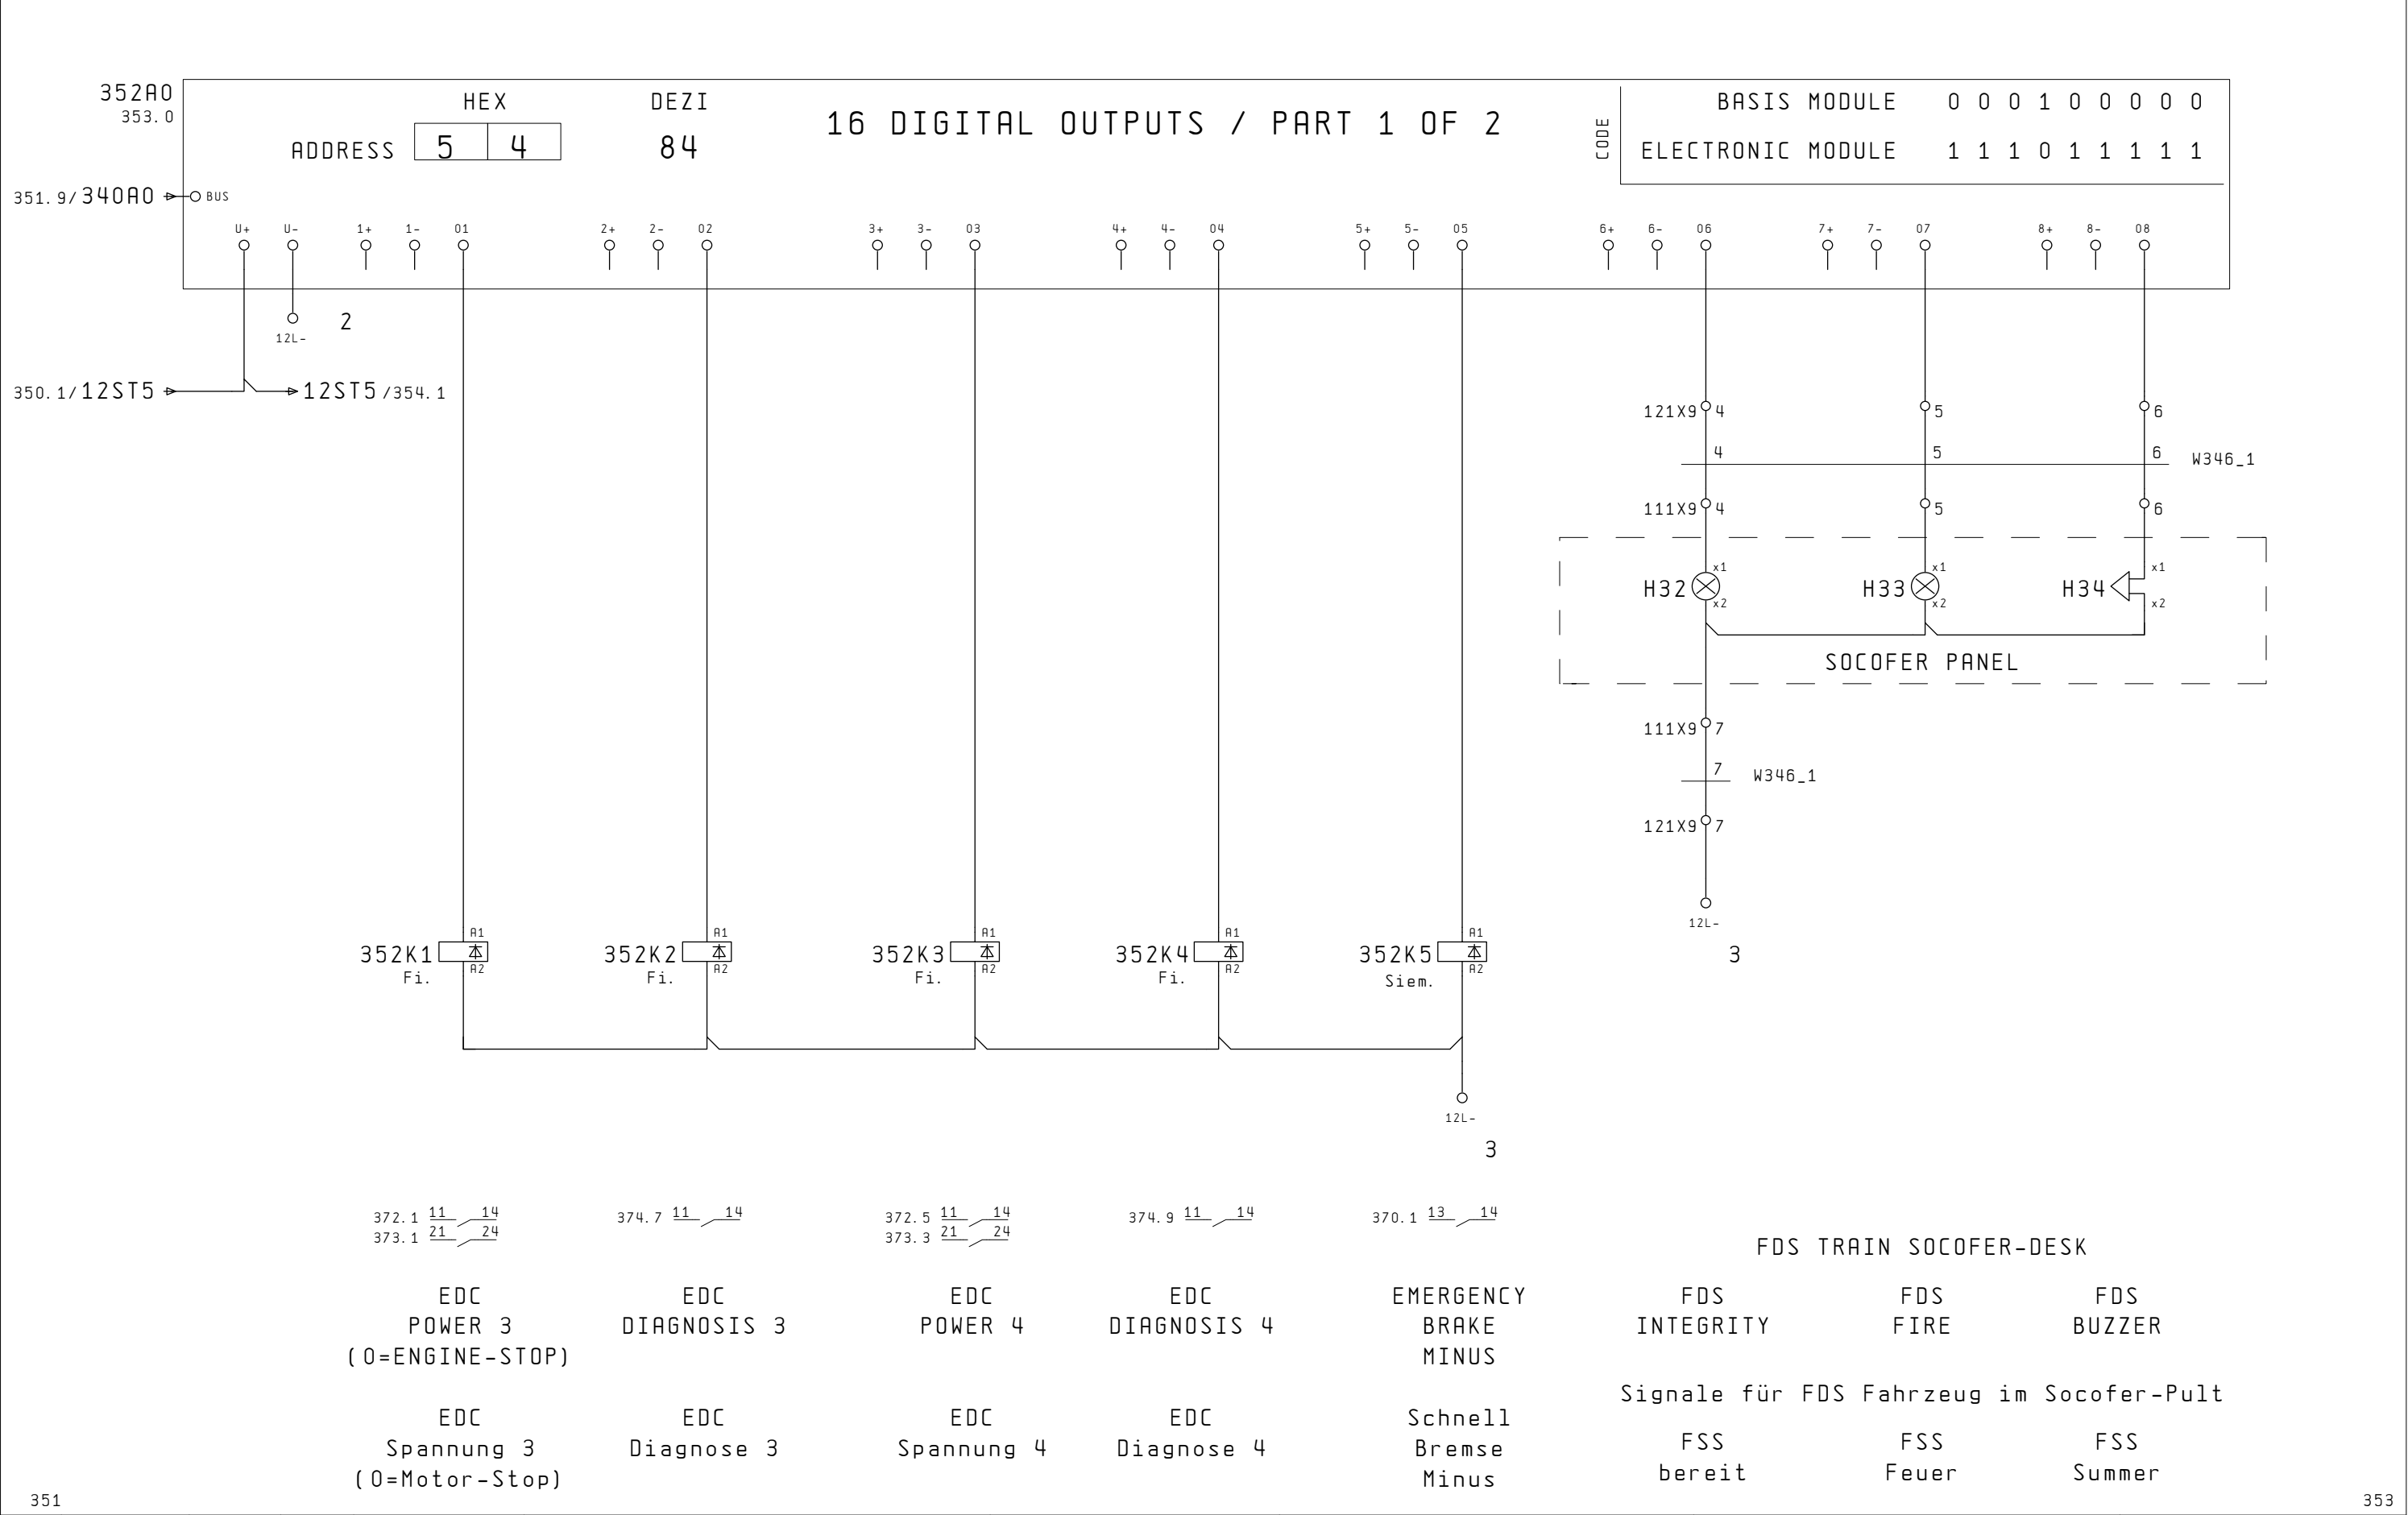 352A0
353.0
HEX
DEZI
ADDRESS 5 4 84
16 DIGITAL OUTPUTS / PART 1 OF 2
CODE
BASIS MODULE 0 0 0 1 0 0 0 0 0
ELECTRONIC MODULE 1 1 1 0 1 1 1 1 1
351.9/340A0 BUS
U+ U- 1+ 1- 01 2+ 2- 02 3+ 3- 03 4+ 4- 04 5+ 5- 05 6+ 6- 06 7+ 7- 07 8+ 8- 08
2
12L-
350.1/12ST5 12ST5/354.1
121X9 4 5 6
4 5 6 W346_1
111X9 4 5 6
x1 x1 x1
H32 H33 H34
x2 x2 x2
SOCOFER PANEL
111X9 7
7 W346_1
121X9 7
12L-
3
A1 A1 A1 A1 A1
352K1 352K2 352K3 352K4 352K5
A2 A2 A2 A2 A2
Fi. Fi. Fi. Fi. Siem.
12L-
3
372.1 11 14 374.7 11 14 372.5 11 14 374.9 11 14 370.1 13 14
373.1 21 24 373.3 21 24
FDS TRAIN SOCOFER-DESK
EDC EDC EDC EDC EMERGENCY FDS FDS FDS
POWER 3 DIAGNOSIS 3 POWER 4 DIAGNOSIS 4 BRAKE INTEGRITY FIRE BUZZER
(0=ENGINE-STOP) MINUS
Signale für FDS Fahrzeug im Socofer-Pult
EDC EDC EDC EDC Schnell
Spannung 3 Diagnose 3 Spannung 4 Diagnose 4 Bremse
(0=Motor-Stop) Minus
FSS FSS FSS
bereit Feuer Summer
351 353